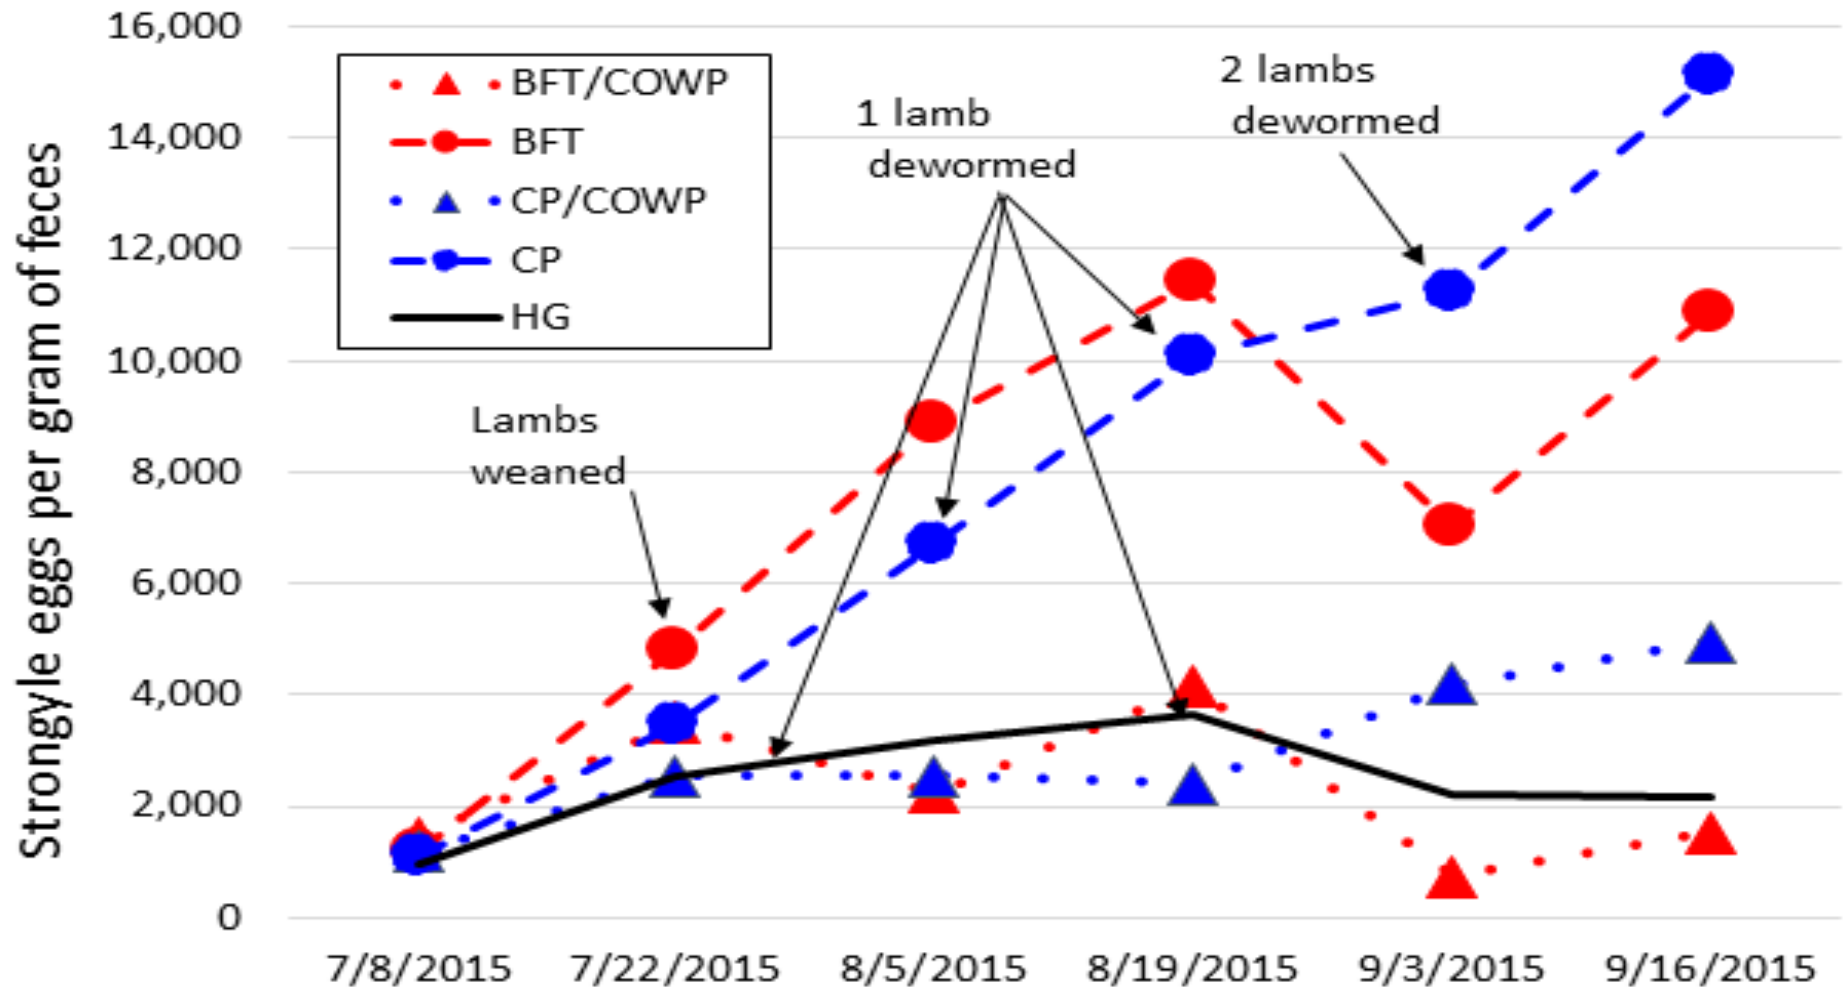 Strongyle eggs per gram of feces
16,000
14,000
12,000
10,000
8,000
6,000
4,000
2,000
0
BFT/COWP
BFT
CP/COWP
CP
HG
Lambs
weaned
1 lamb
dewormed
2 lambs
dewormed
7/8/2015 7/22/2015 8/5/2015 8/19/2015 9/3/2015 9/16/2015